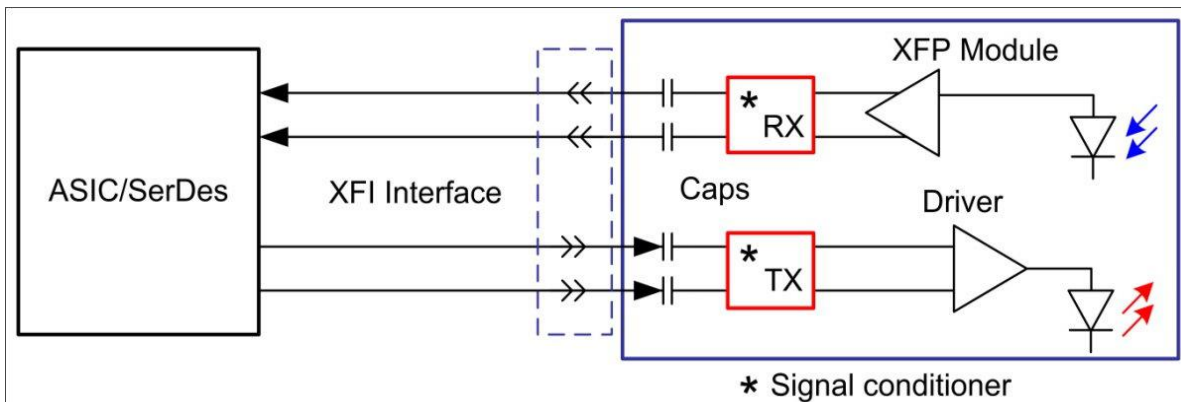 XFP Module
* RX
ASIC/SerDes
XFI Interface
Caps
Driver
* TX
* Signal conditioner